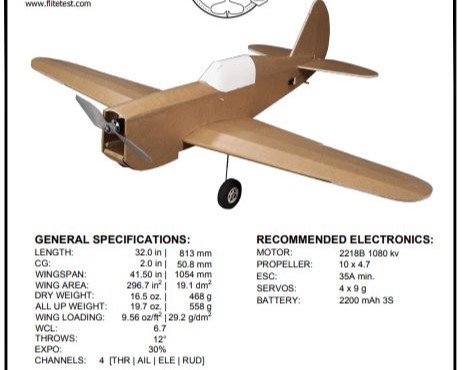 www.flitetest.com
GENERAL SPECIFICATIONS:
LENGTH: 32.0 in | 813 mm
CG: 2.0 in | 50.8 mm
WINGSPAN: 41.50 in | 1054 mm
WING AREA: 296.7 in² | 19.1 dm²
DRY WEIGHT: 16.5 oz. | 468 g
ALL UP WEIGHT: 19.7 oz. | 558 g
WING LOADING: 9.56 oz/ft² | 29.2 g/dm²
WCL: 6.7
THROWS: 12°
EXPO: 30%
CHANNELS: 4 [THR | AIL | ELE | RUD]
RECOMMENDED ELECTRONICS:
MOTOR: 2218B 1080 kv
PROPELLER: 10 x 4.7
ESC: 35A min.
SERVOS: 4 x 9 g
BATTERY: 2200 mAh 3S